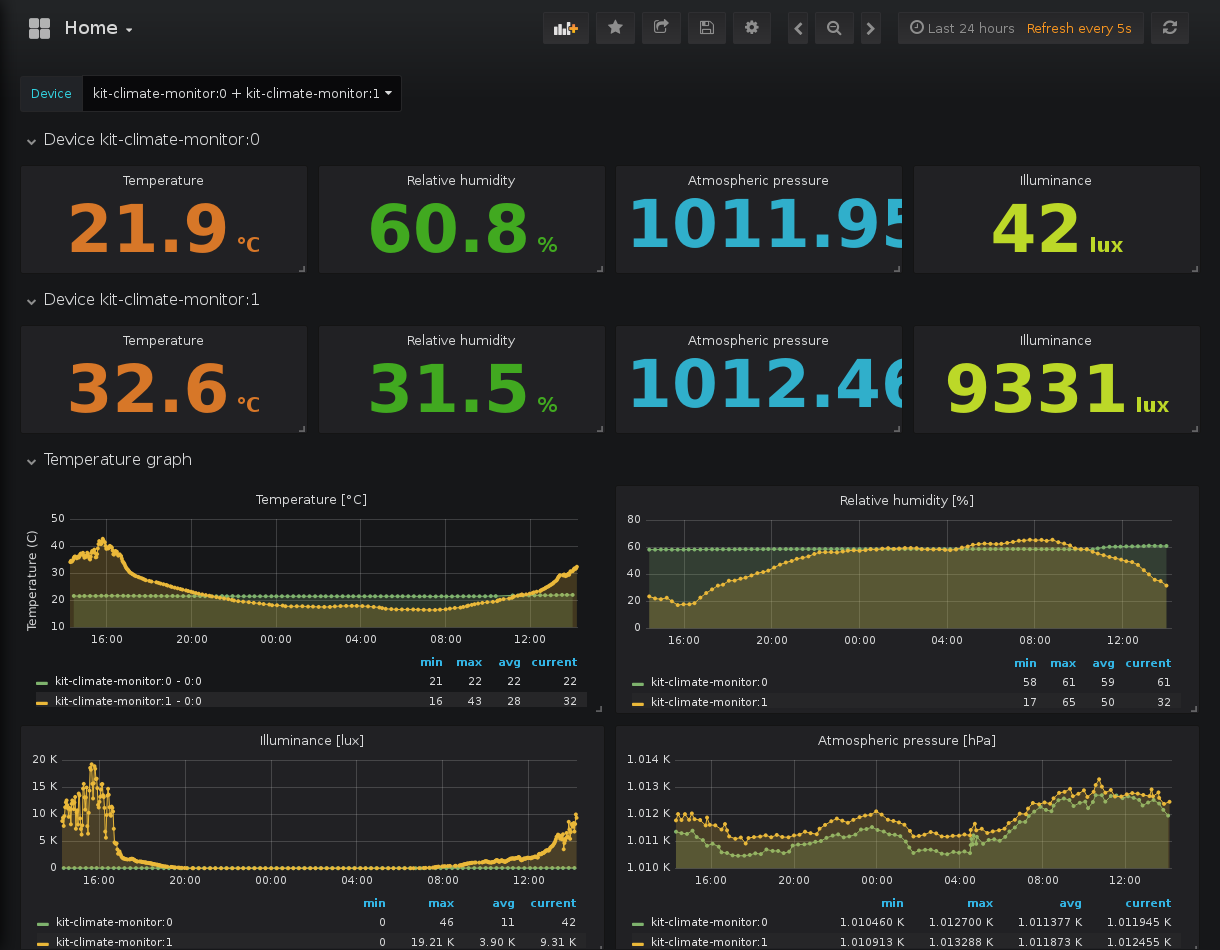 Home
Last 24 hours Refresh every 5s
Device kit-climate-monitor:0 + kit-climate-monitor:1
Device kit-climate-monitor:0
Temperature Relative humidity Atmospheric pressure Illuminance
21.9 °C 60.8 % 1011.95 42 lux
Device kit-climate-monitor:1
Temperature Relative humidity Atmospheric pressure Illuminance
32.6 °C 31.5 % 1012.46 9331 lux
Temperature graph
Temperature [°C]
Temperature (C)
50
40
30
20
10
16:00 20:00 00:00 04:00 08:00 12:00
min max avg current
kit-climate-monitor:0 - 0:0 21 22 22 22
kit-climate-monitor:1 - 0:0 16 43 28 32
Relative humidity [%]
80
60
40
20
0
16:00 20:00 00:00 04:00 08:00 12:00
min max avg current
kit-climate-monitor:0 58 61 59 61
kit-climate-monitor:1 17 65 50 32
Illuminance [lux]
20 K
15 K
10 K
5 K
0
16:00 20:00 00:00 04:00 08:00 12:00
min max avg current
kit-climate-monitor:0 0 46 11 42
kit-climate-monitor:1 0 19.21 K 3.90 K 9.31 K
Atmospheric pressure [hPa]
1.014 K
1.013 K
1.012 K
1.011 K
1.010 K
16:00 20:00 00:00 04:00 08:00 12:00
min max avg current
kit-climate-monitor:0 1.010460 K 1.012700 K 1.011377 K 1.011945 K
kit-climate-monitor:1 1.010913 K 1.013288 K 1.011873 K 1.012455 K